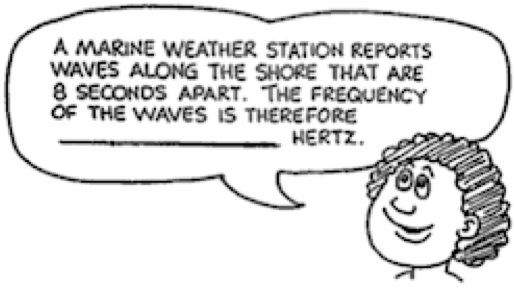 A MARINE WEATHER STATION REPORTS
WAVES ALONG THE SHORE THAT ARE
8 SECONDS APART. THE FREQUENCY
OF THE WAVES IS THEREFORE
____________________ HERTZ.